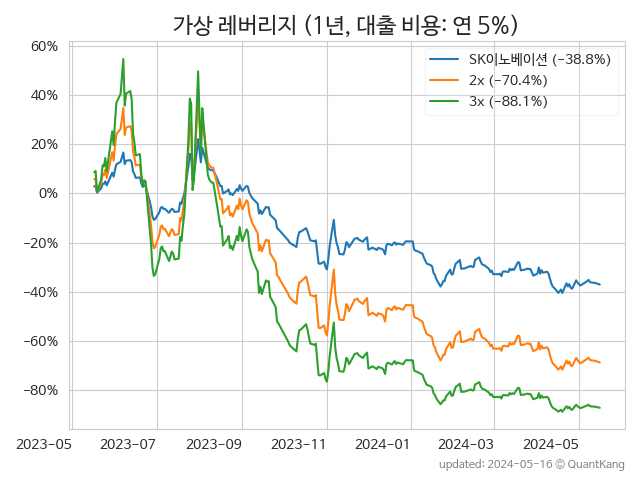 가상 레버리지 (1년, 대출 비용: 연 5%)
SK이노베이션 (−38.8%)
2x (−70.4%)
3x (−88.1%)
60%
40%
20%
0%
−20%
−40%
−60%
−80%
2023-05 2023-07 2023-09 2023-11 2024-01 2024-03 2024-05
updated: 2024-05-16 © QuantKang